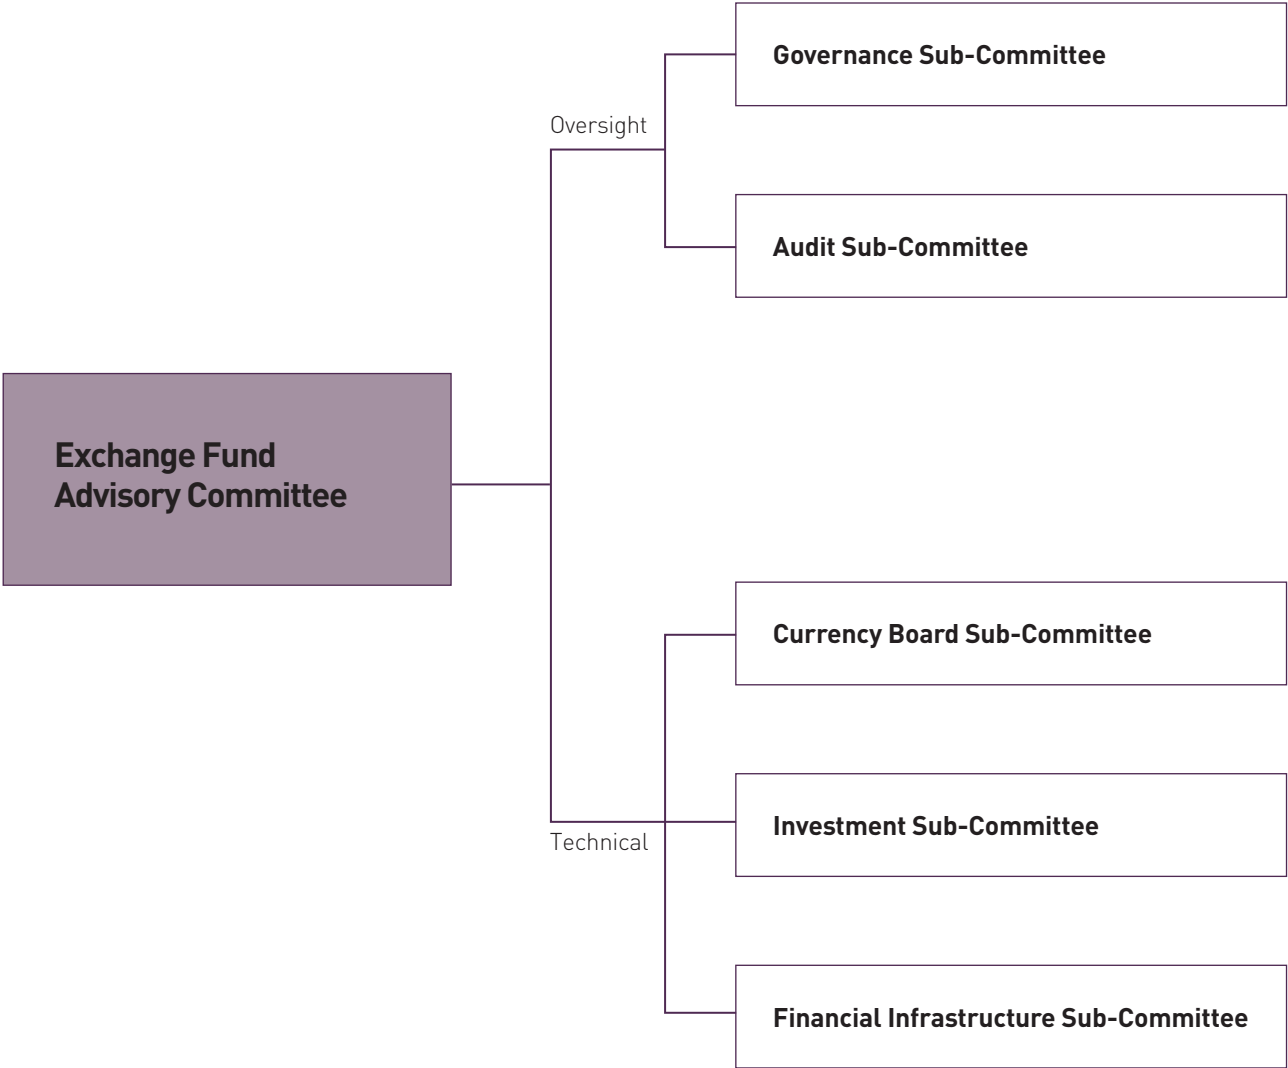 Governance Sub-Committee
Oversight
Audit Sub-Committee
Exchange Fund
Advisory Committee
Currency Board Sub-Committee
Investment Sub-Committee
Technical
Financial Infrastructure Sub-Committee